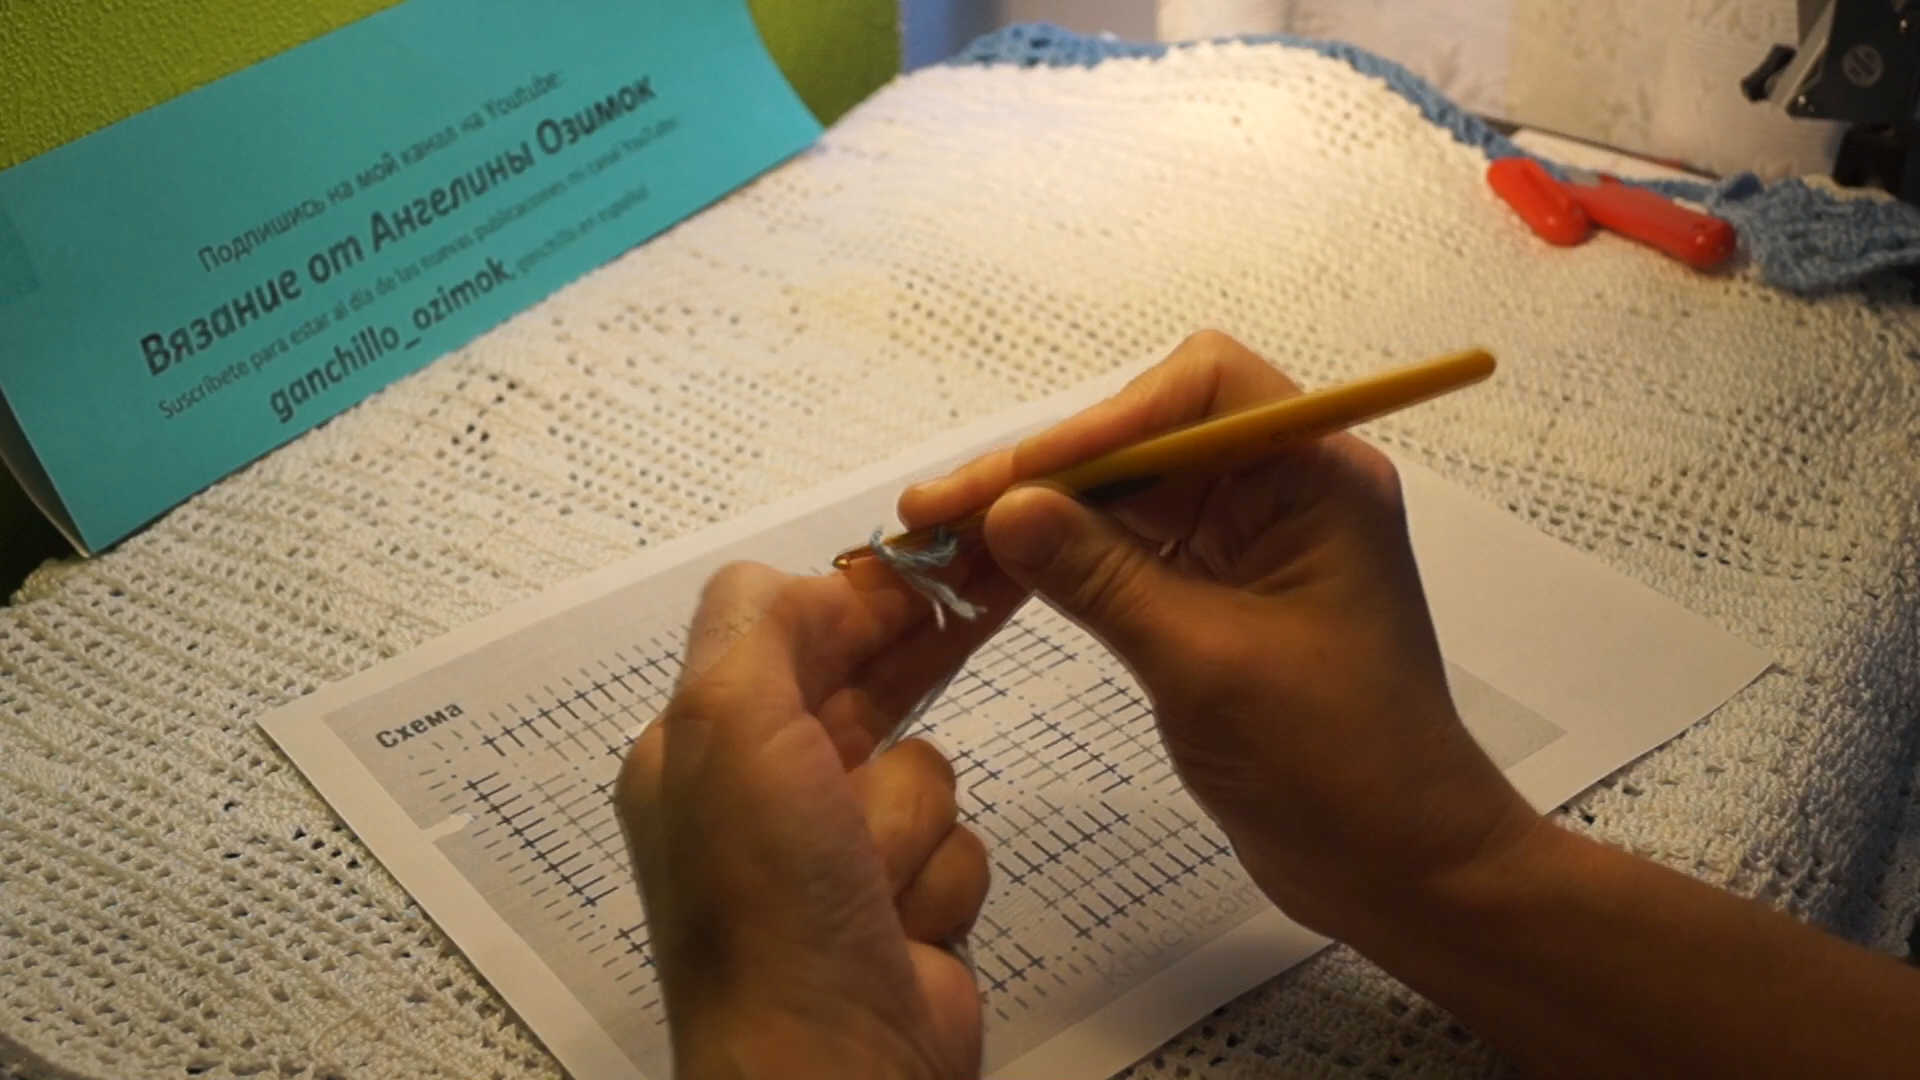 Подпишись на мой канал на Youtube:
Вязание от Ангелины Озимок
Suscríbete para estar al día de las nuevas publicaciones mi canal YouTube:
ganchillo_ozimok ganchillo en español
Схема